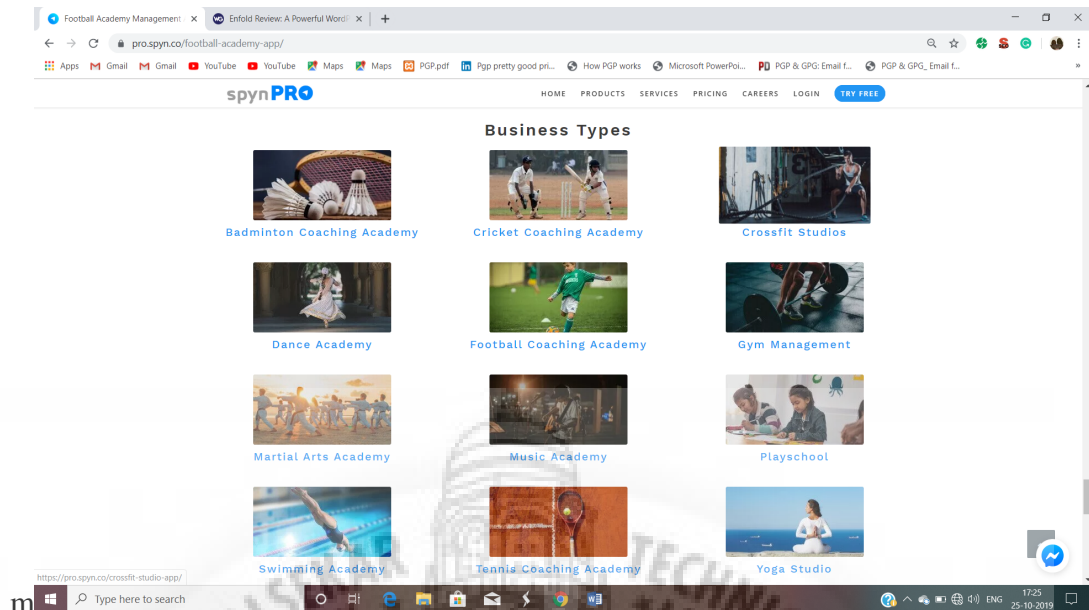 Football Academy Management
Enfold Review: A Powerful WordP
pro.spyn.co/football-academy-app/
Apps Gmail Gmail YouTube YouTube Maps Maps PGP.pdf Pgp pretty good pri... How PGP works Microsoft PowerPoi... PGP & GPG: Email f... PGP & GPG_ Email f... »
spyn PRO HOME PRODUCTS SERVICES PRICING CAREERS LOGIN TRY FREE
Business Types
Badminton Coaching Academy Cricket Coaching Academy Crossfit Studios
Dance Academy Football Coaching Academy Gym Management
Martial Arts Academy Music Academy Playschool
Swimming Academy Tennis Coaching Academy Yoga Studio
https://pro.spyn.co/crossfit-studio-app/
m
Type here to search ENG 17:25
25-10-2019